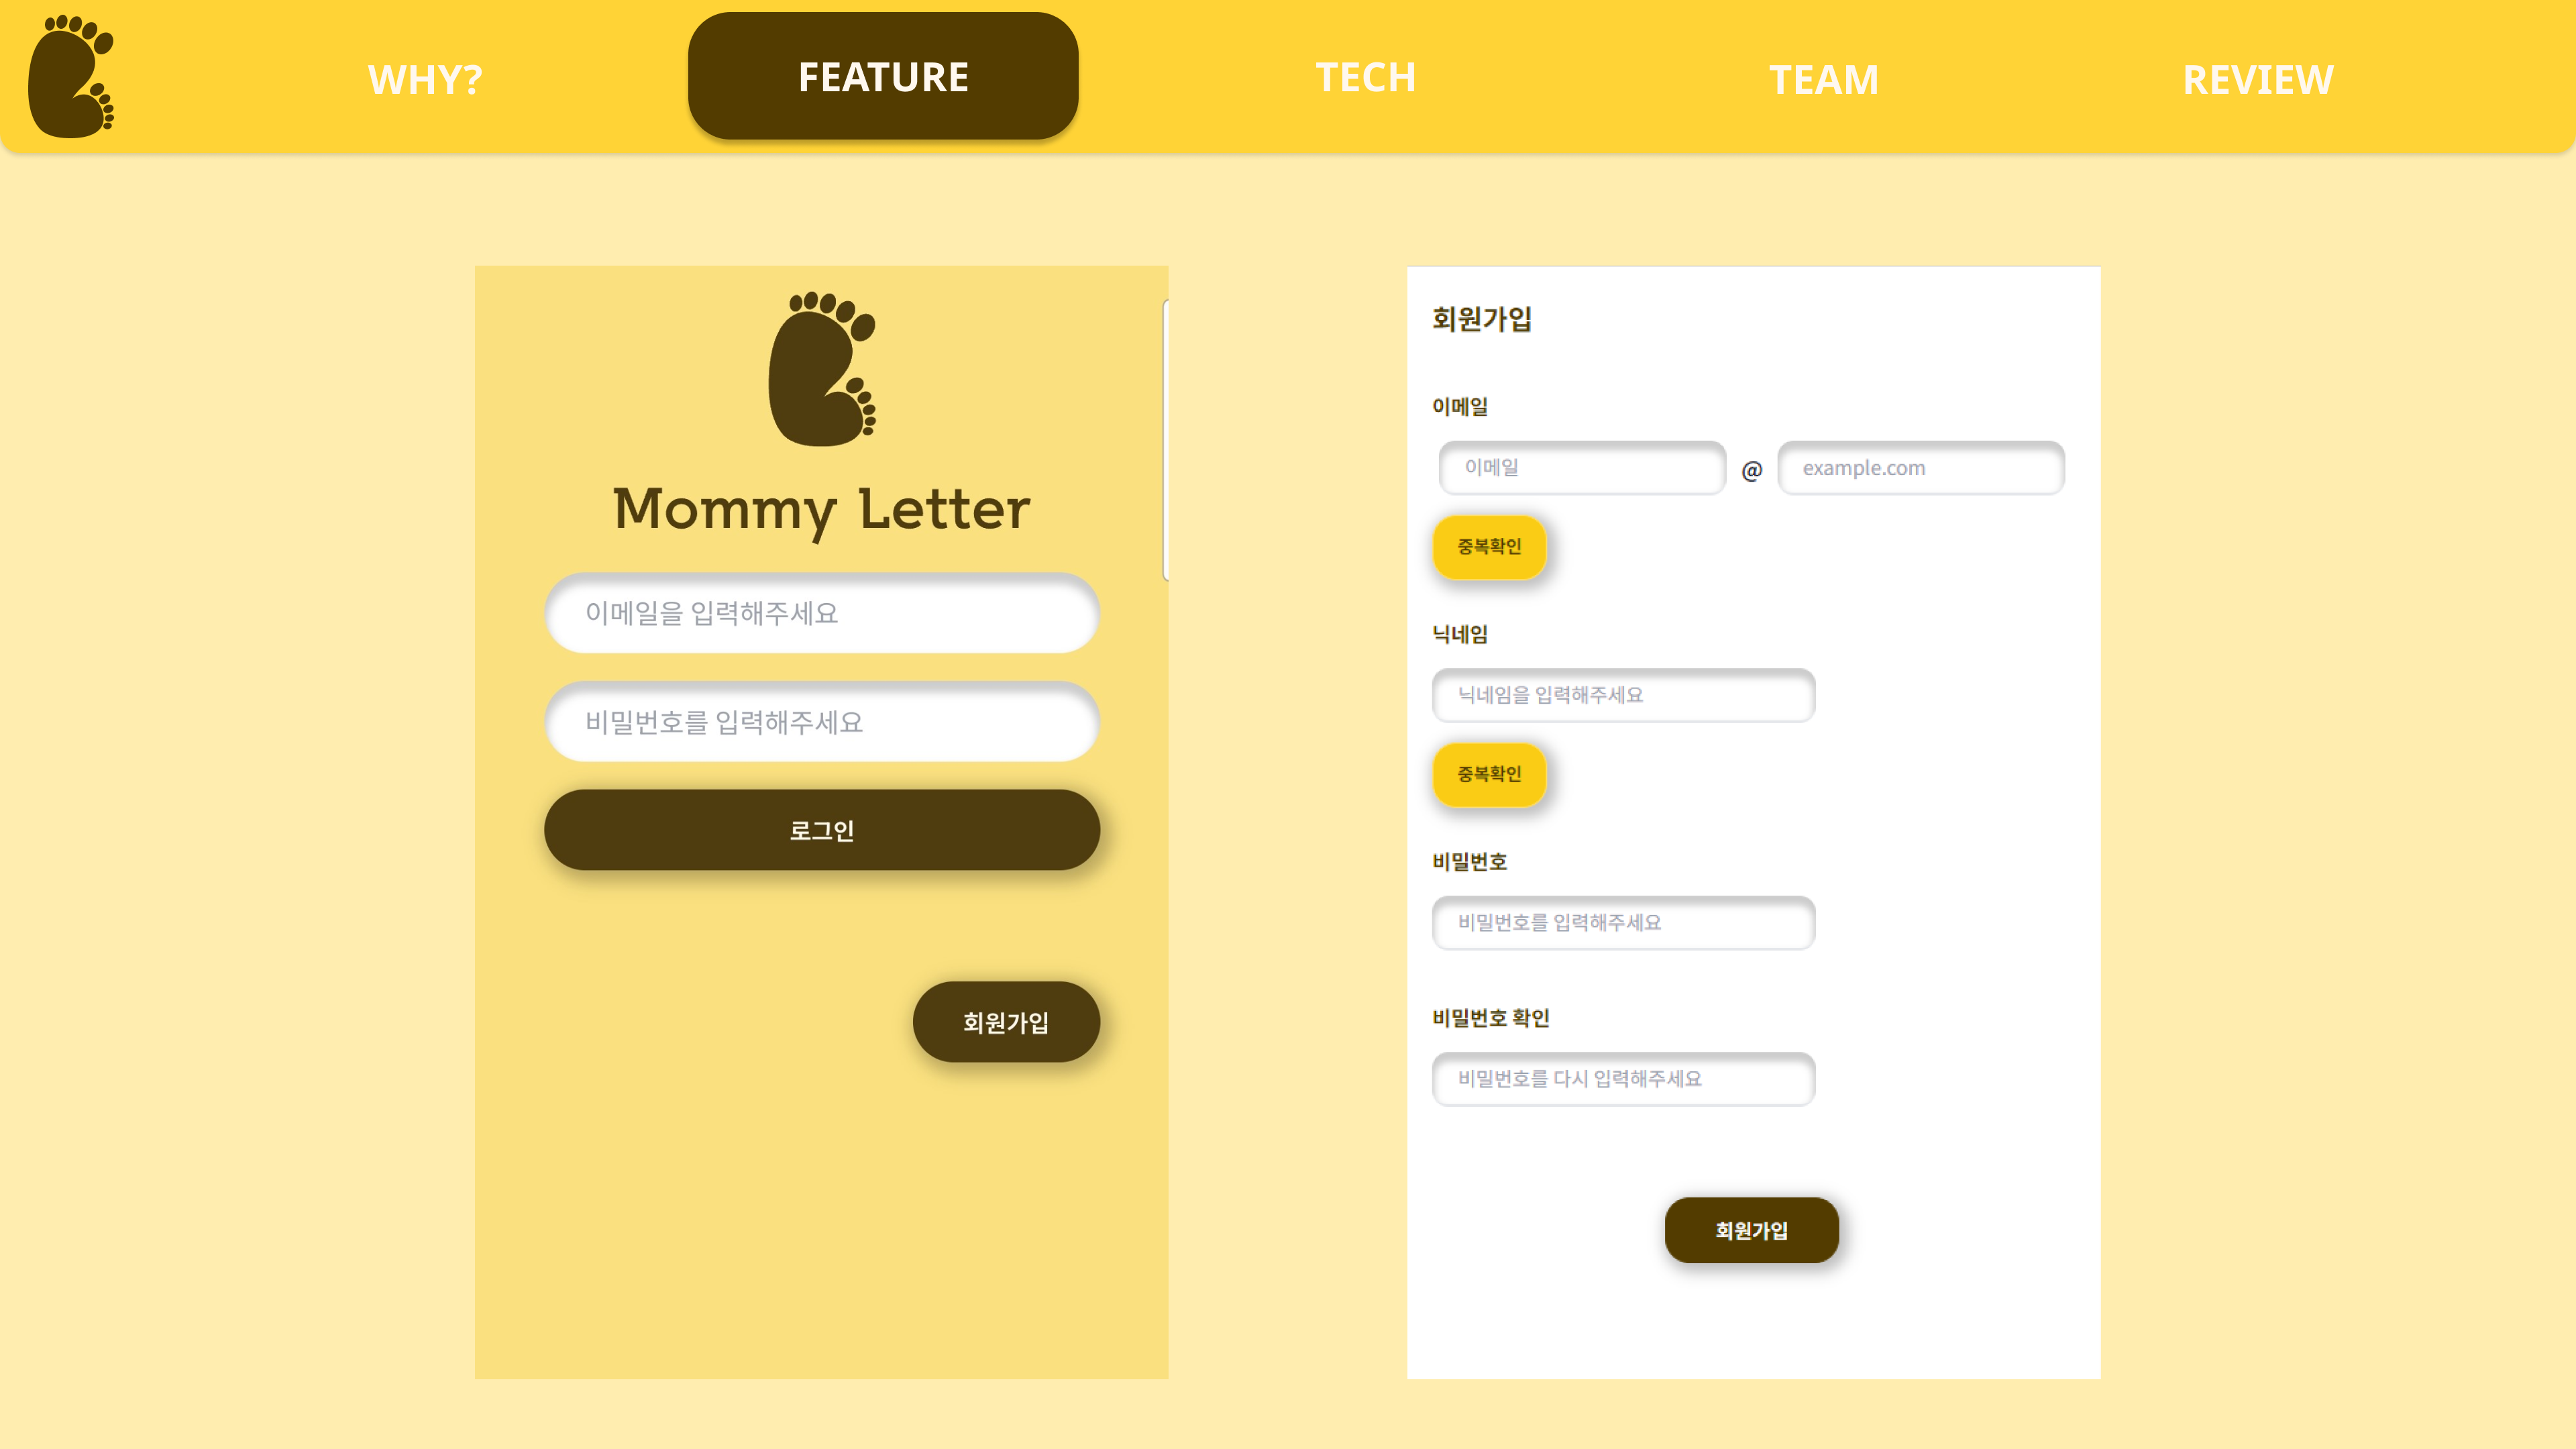 WHY?
FEATURE
TECH
TEAM
REVIEW
Mommy Letter
이메일을 입력해주세요
비밀번호를 입력해주세요
로그인
회원가입
회원가입
이메일
이메일 @ example.com
중복확인
닉네임
닉네임을 입력해주세요
중복확인
비밀번호
비밀번호를 입력해주세요
비밀번호 확인
비밀번호를 다시 입력해주세요
회원가입